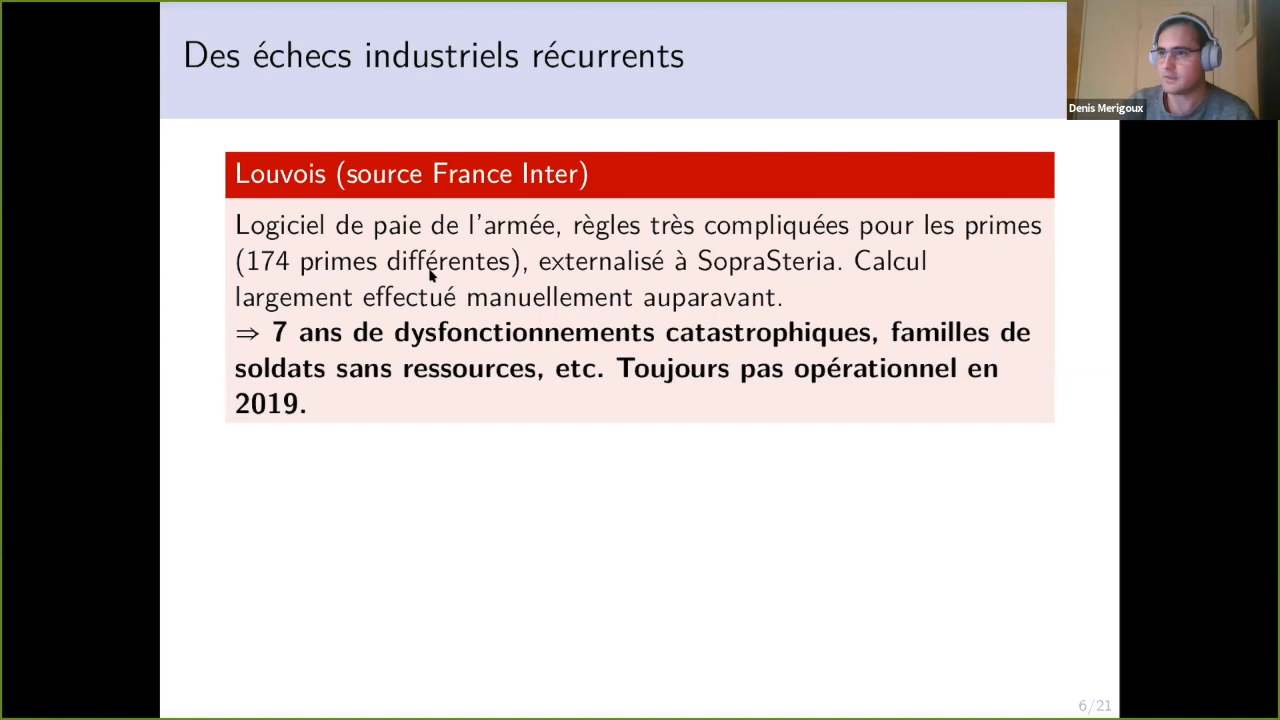 Des échecs industriels récurrents
Denis Merigoux
Louvois (source France Inter)
Logiciel de paie de l'armée, règles très compliquées pour les primes
(174 primes différentes), externalisé à SopraSteria. Calcul
largement effectué manuellement auparavant.
⇒ 7 ans de dysfonctionnements catastrophiques, familles de
soldats sans ressources, etc. Toujours pas opérationnel en
2019.
6/21